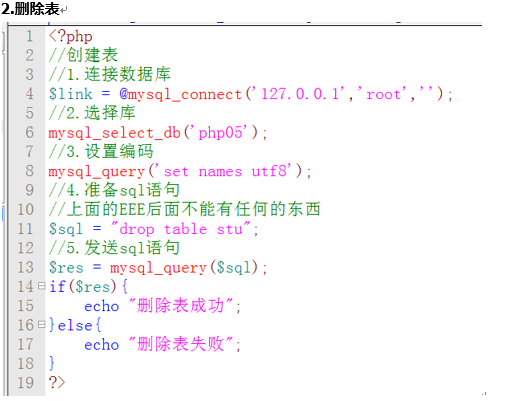 2.删除表
1 <?php
2 //创建表
3 //1.连接数据库
4 $link = @mysql_connect('127.0.0.1','root','');
5 //2.选择库
6 mysql_select_db('php05');
7 //3.设置编码
8 mysql_query('set names utf8');
9 //4.准备sql语句
10 //上面的EEE后面不能有任何的东西
11 $sql = "drop table stu";
12 //5.发送sql语句
13 $res = mysql_query($sql);
14 if($res){
15     echo "删除表成功";
16 }else{
17     echo "删除表失败";
18 }
19 ?>